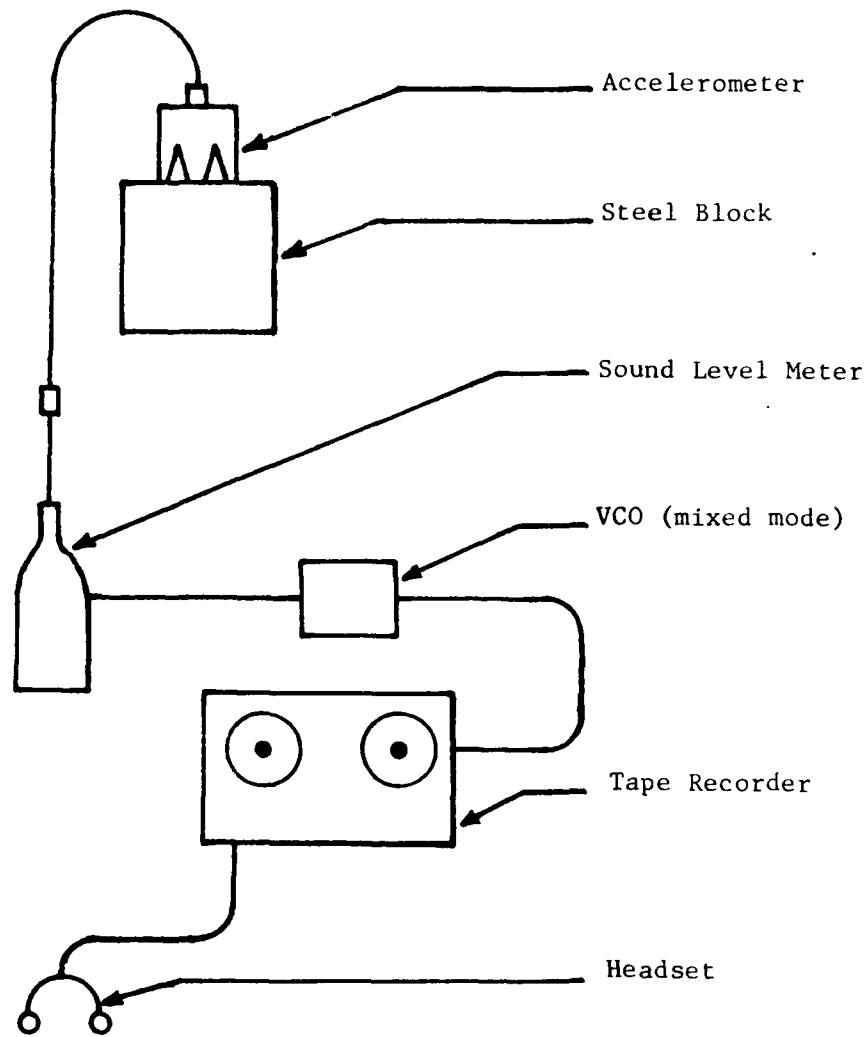 Accelerometer
Steel Block
Sound Level Meter
VCO (mixed mode)
Tape Recorder
Headset